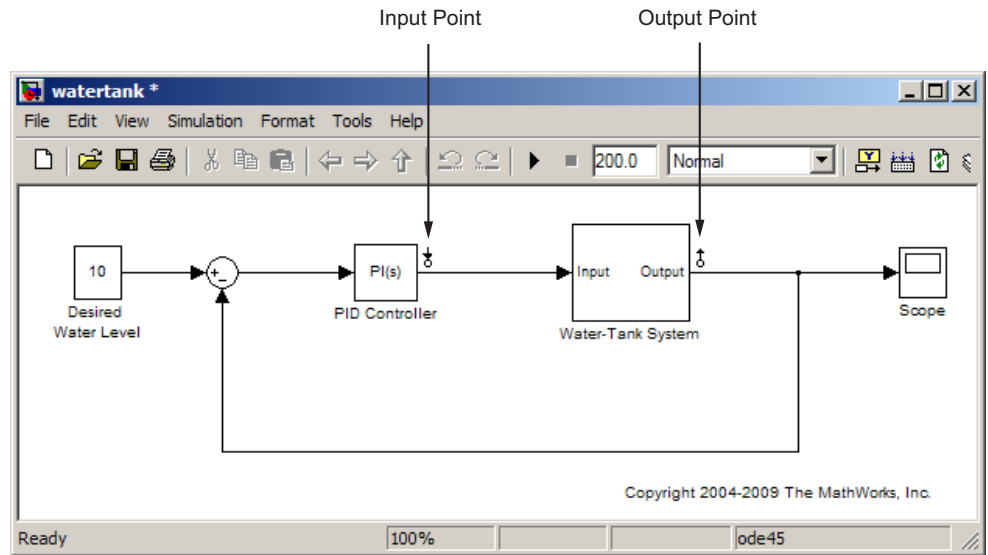 Input Point
Output Point
watertank *
File Edit View Simulation Format Tools Help
200.0
Normal
10
Desired
Water Level
+
−
PI(s)
PID Controller
Input
Output
Water-Tank System
Scope
Copyright 2004-2009 The MathWorks, Inc.
Ready
100%
ode45